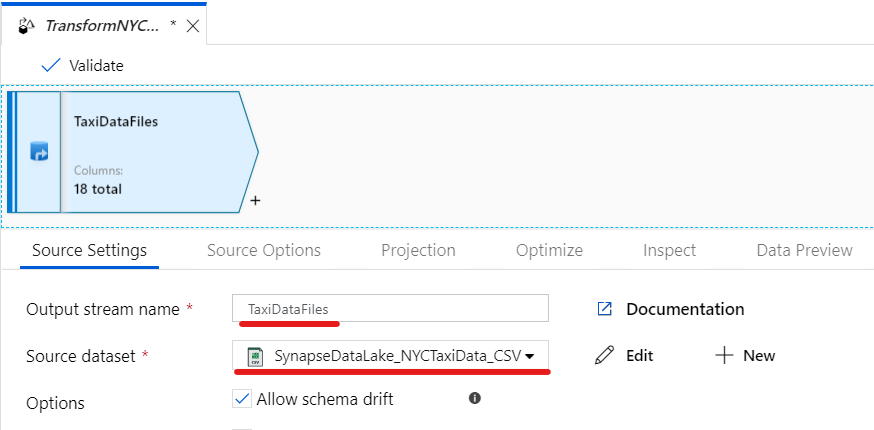 TransformNYC... *
Validate
TaxiDataFiles
Columns:
18 total
+
Source Settings Source Options Projection Optimize Inspect Data Preview
Output stream name * TaxiDataFiles Documentation
Source dataset * SynapseDataLake_NYCTaxiData_CSV Edit + New
Options Allow schema drift